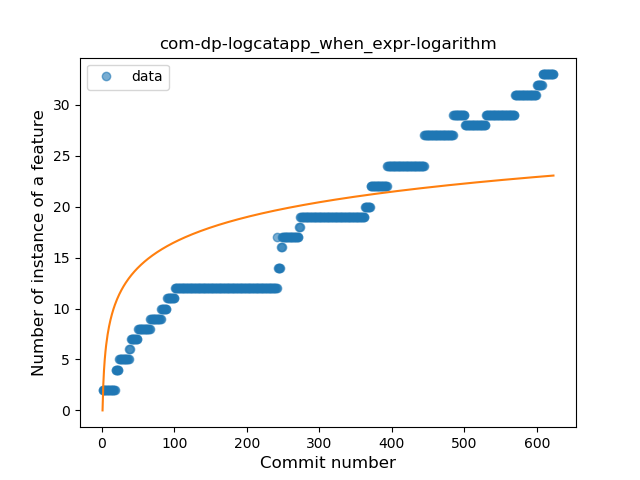 com-dp-logcatapp_when_expr-logarithm
data
Number of instance of a feature
30
25
20
15
10
5
0
0 100 200 300 400 500 600
Commit number